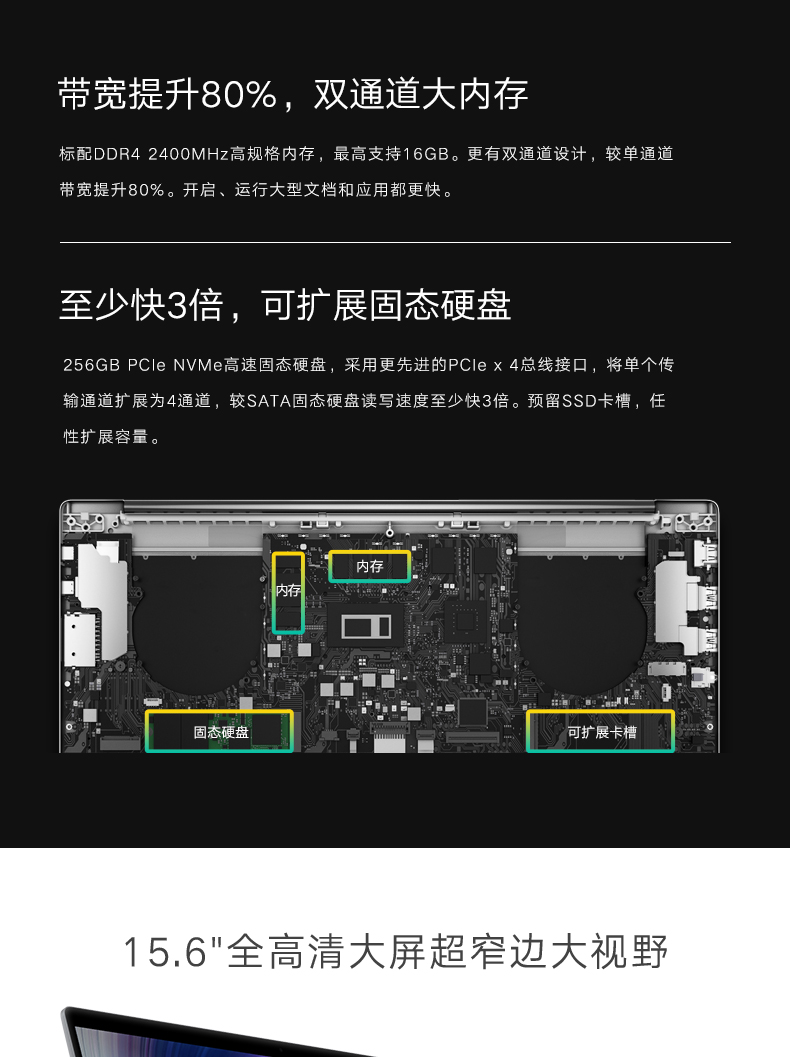 带宽提升80%，双通道大内存
标配DDR4 2400MHz高规格内存，最高支持16GB。更有双通道设计，较单通道
带宽提升80%。开启、运行大型文档和应用都更快。
至少快3倍，可扩展固态硬盘
256GB PCIe NVMe高速固态硬盘，采用更先进的PCIe x 4总线接口，将单个传
输通道扩展为4通道，较SATA固态硬盘读写速度至少快3倍。预留SSD卡槽，任
性扩展容量。
内存
内存
固态硬盘
可扩展卡槽
15.6"全高清大屏超窄边大视野